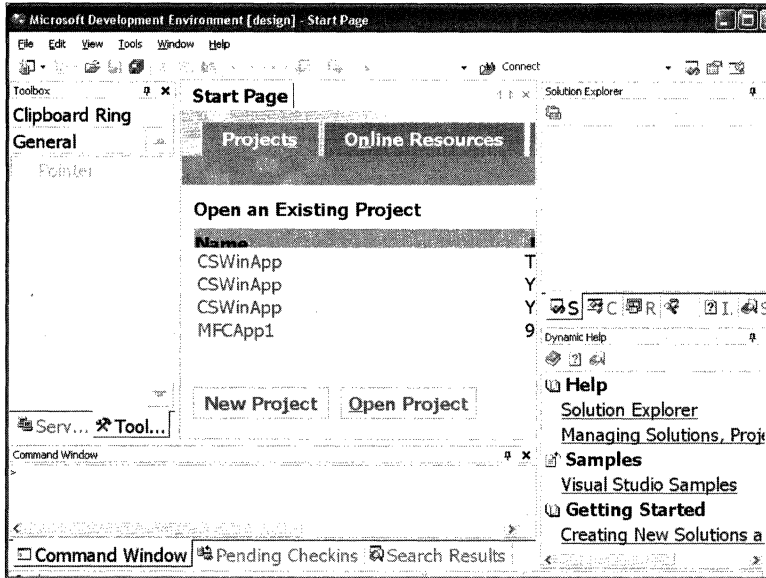 Microsoft Development Environment [design] - Start Page
File Edit View Tools Window Help
Connect
Toolbox
Clipboard Ring
General
Pointer
Serv... Tool...
Start Page
Projects Online Resources
Open an Existing Project
Name
CSWinApp T
CSWinApp Y
CSWinApp Y
MFCApp1 9
New Project Open Project
Solution Explorer
S C R I. S
Dynamic Help
Help
Solution Explorer
Managing Solutions, Proje
Samples
Visual Studio Samples
Getting Started
Creating New Solutions a
Command Window
>
Command Window Pending Checkins Search Results